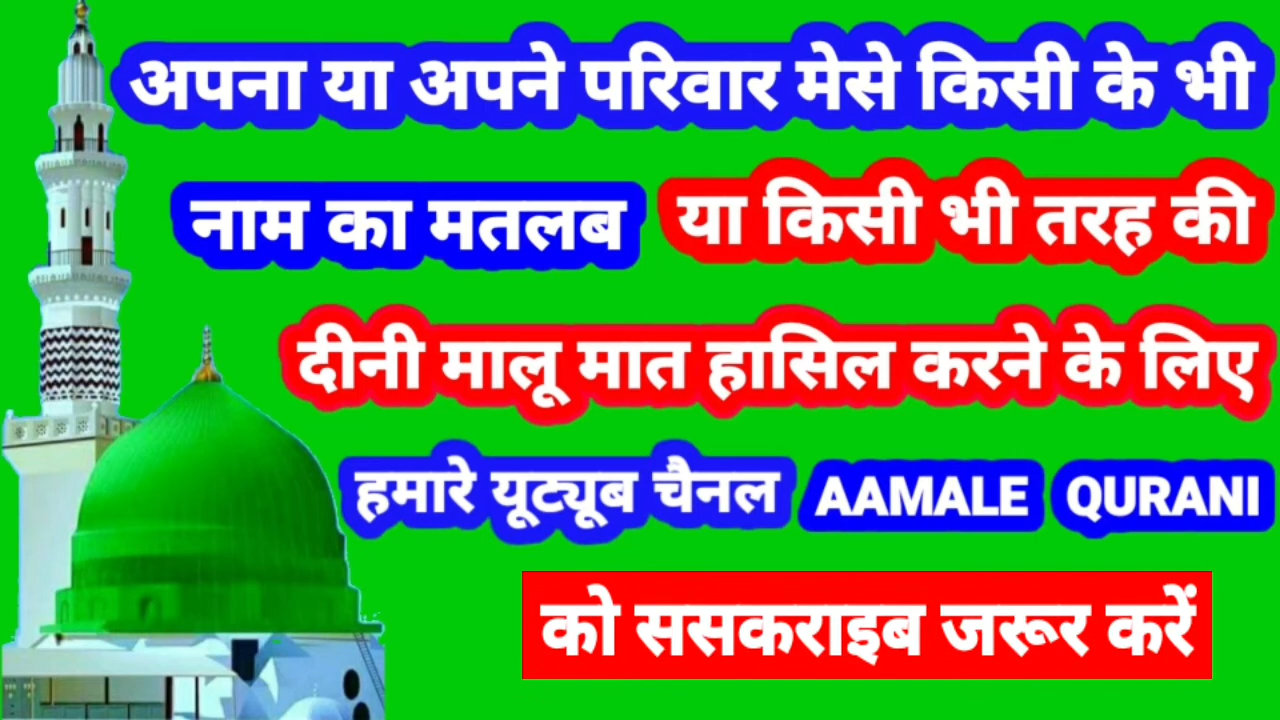 अपना या अपने परिवार मेसे किसी के भी
नाम का मतलब या किसी भी तरह की
दीनी मालू मात हासिल करने के लिए
हमारे यूट्यूब चैनल AAMALE QURANI
को ससकराइब जरूर करें